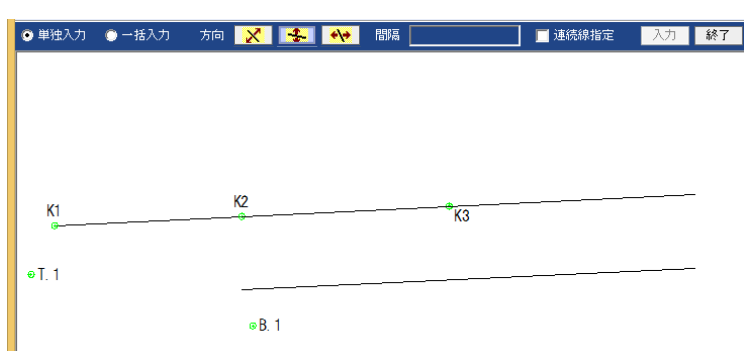 単独入力 一括入力 方向 間隔 連続線指定 入力 終了
K2
K1
K3
T. 1
B. 1